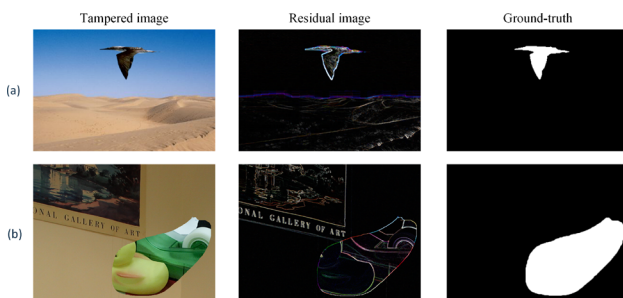 Tampered image Residual image Ground-truth
(a)
(b)
ONAL GALLERY OF ART
ONAL GALLERY OF ART